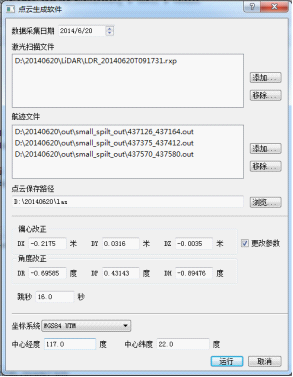 点云生成软件
数据采集日期 2014/6/20
激光扫描文件
D:\20140620\LiDAR\LDR_20140620T091731.rxp
添加...
移除...
航迹文件
D:\20140620\out\small_spilt_out\437126_437164.out
D:\20140620\out\small_spilt_out\437375_437412.out
D:\20140620\out\small_spilt_out\437570_437580.out
添加...
移除...
点云保存路径
D:\20140620\las 浏览...
偏心改正
DX -0.2175 米 DY 0.0316 米 DZ -0.0035 米 更改参数
角度改正
DR -0.69585 度 DP 0.43143 度 DH -0.89476 度
跳秒 16.0 秒
坐标系统 WGS84 UTM
中心经度 117.0 度 中心纬度 22.0 度
运行 取消